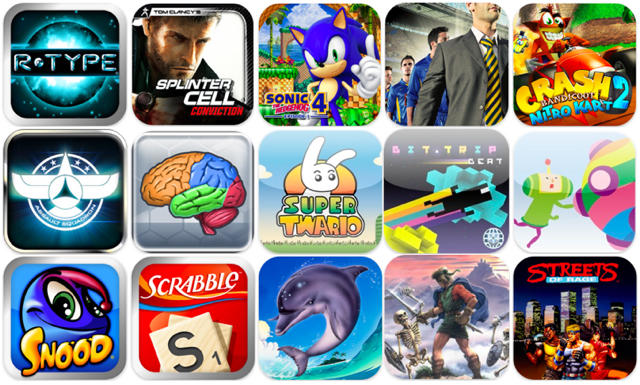 R•TYPE
TOM CLANCY'S
SPLINTER
CELL
CONVICTION
SONIC
THE HEDGEHOG
4
EPISODE I
CRASH
BANDICOOT
NITRO KART 2
ASSAULT SQUADRON
SUPER
TWARIO
BIT.TRIP
BEAT
SNOOD
SCRABBLE
S1
STREETS
OF RAGE